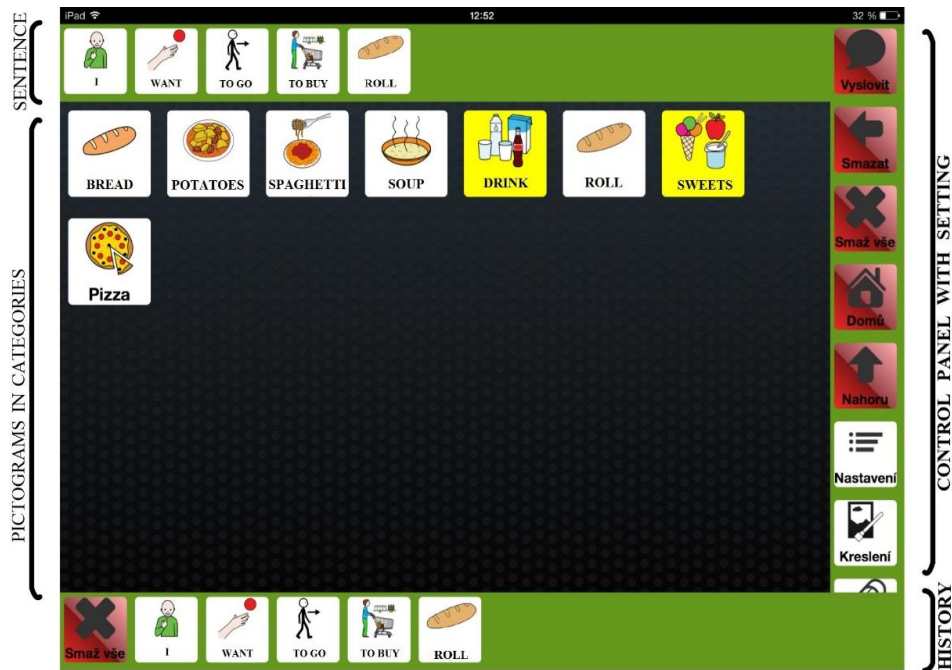 iPad 12:52 32 %
SENTENCE
I WANT TO GO TO BUY ROLL
Vyslovit
PICTOGRAMS IN CATEGORIES
BREAD POTATOES SPAGHETTI SOUP DRINK ROLL SWEETS
Pizza
Smazat
Smaž vše
Domů
Nahoru
Nastavení
Kreslení
CONTROL PANEL WITH SETTING
Smaž vše I WANT TO GO TO BUY ROLL
HISTORY